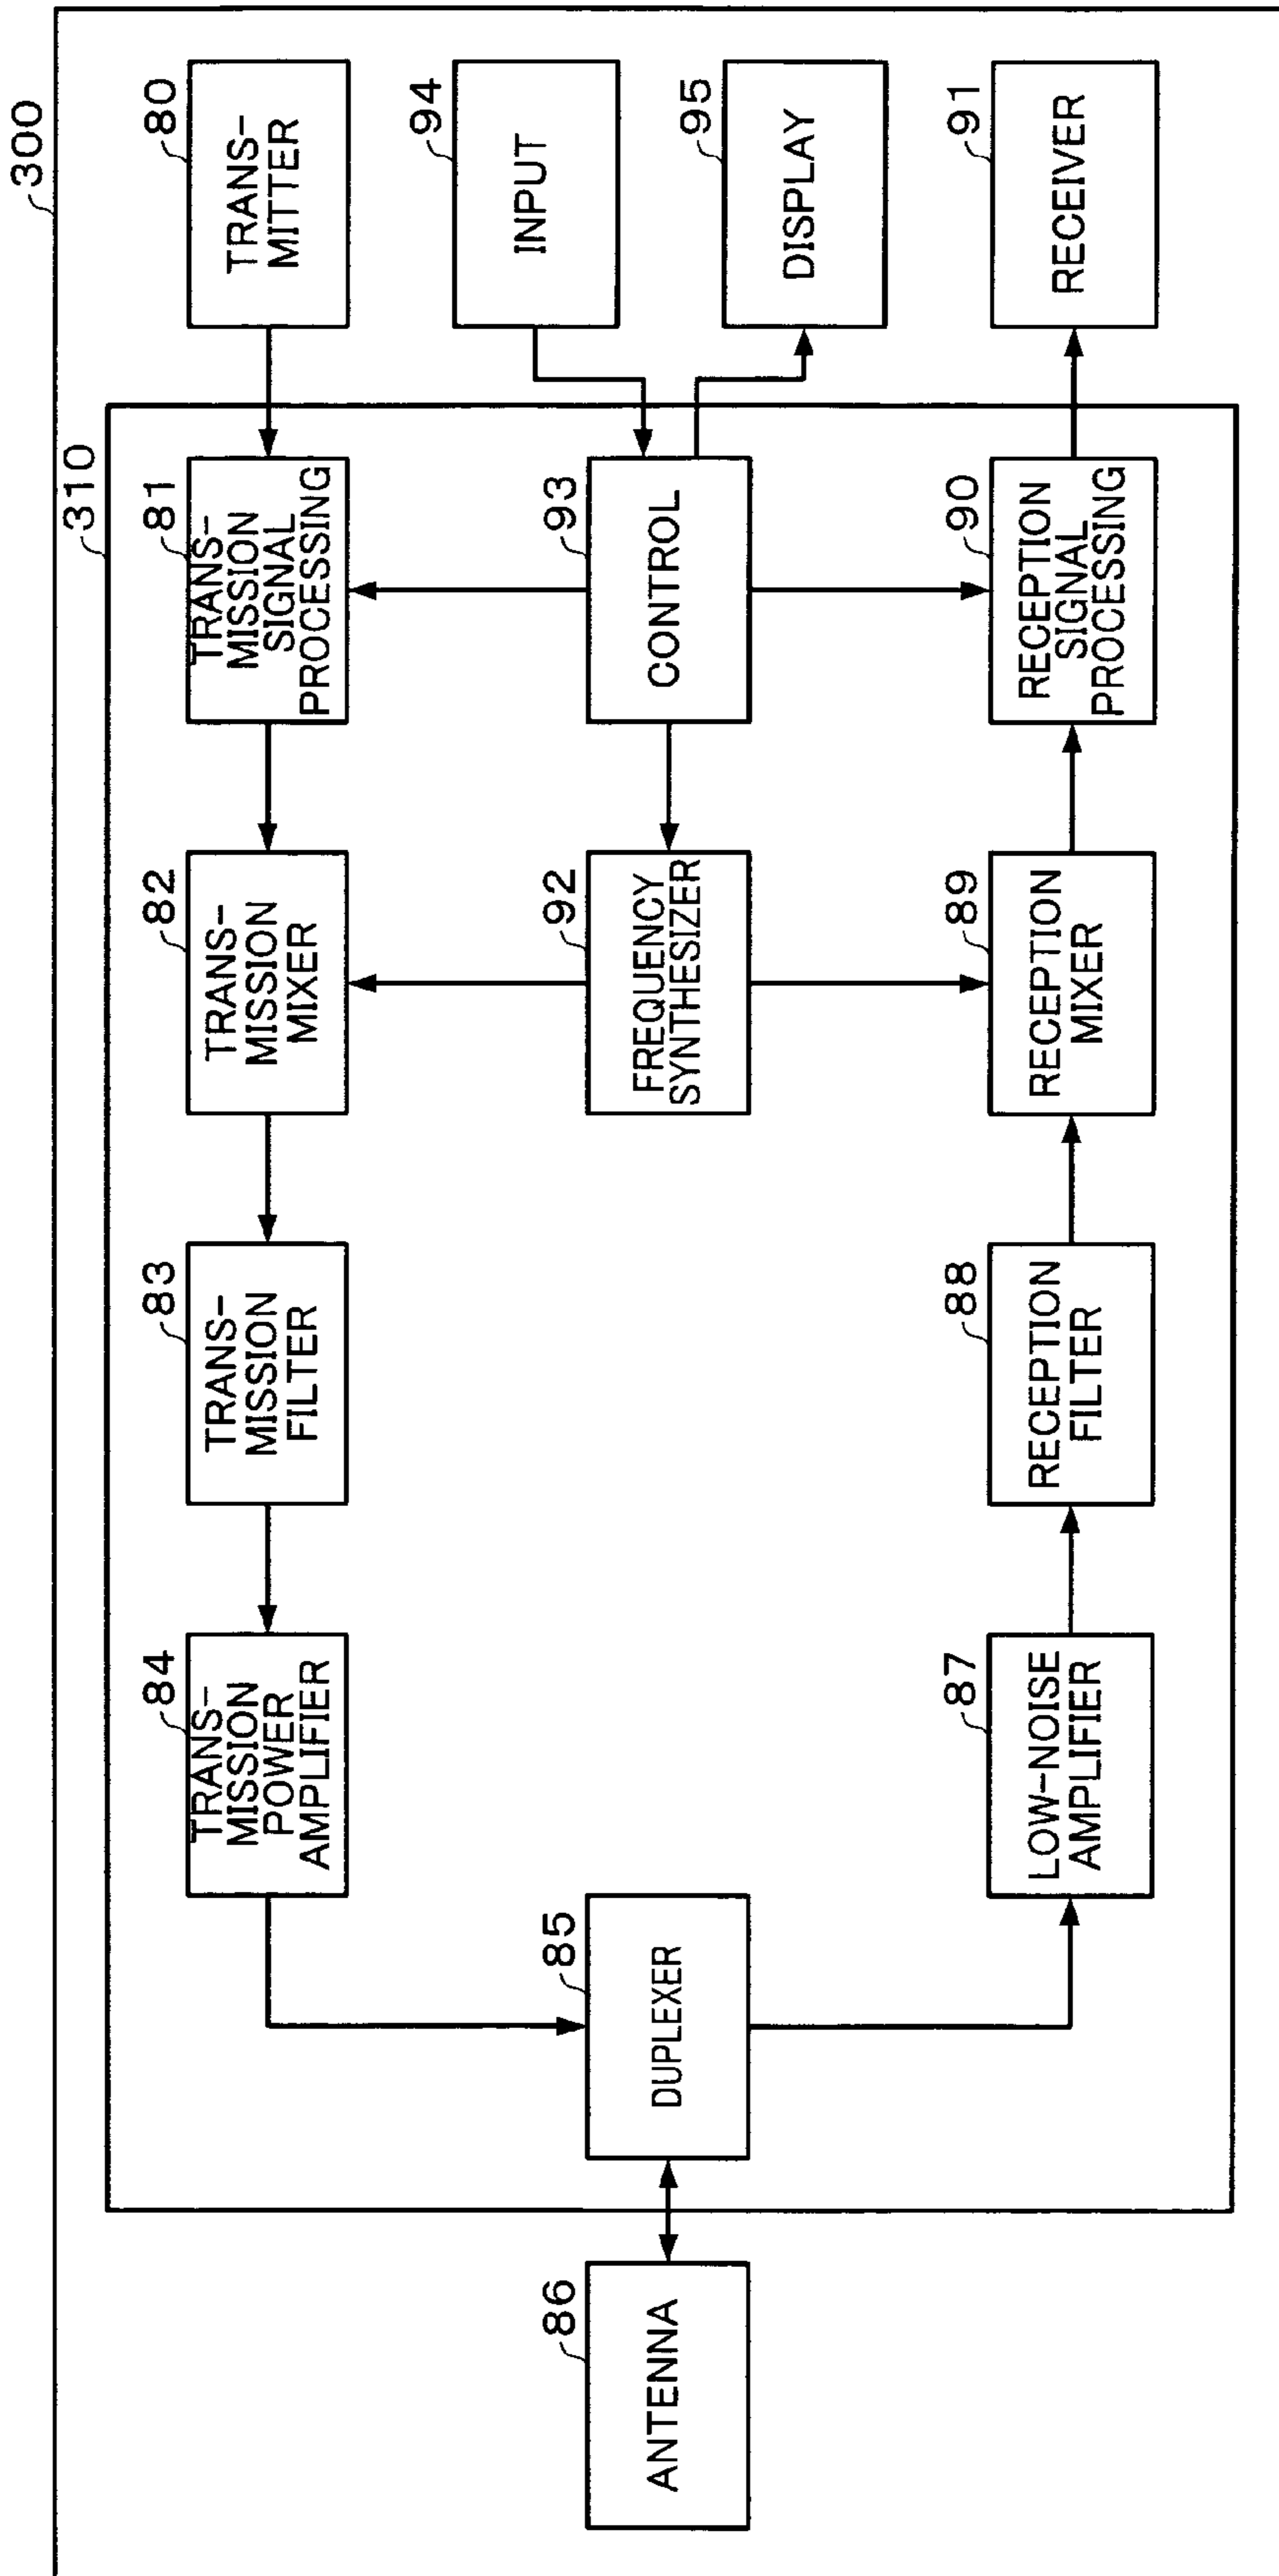 300
310
80
TRANS-
MITTER
94
INPUT
95
DISPLAY
91
RECEIVER
81
TRANS-
MISSION
SIGNAL
PROCESSING
93
CONTROL
90
RECEPTION
SIGNAL
PROCESSING
82
TRANS-
MISSION
MIXER
92
FREQUENCY
SYNTHESIZER
89
RECEPTION
MIXER
83
TRANS-
MISSION
FILTER
88
RECEPTION
FILTER
84
TRANS-
MISSION
POWER
AMPLIFIER
87
LOW-NOISE
AMPLIFIER
85
DUPLEXER
86
ANTENNA